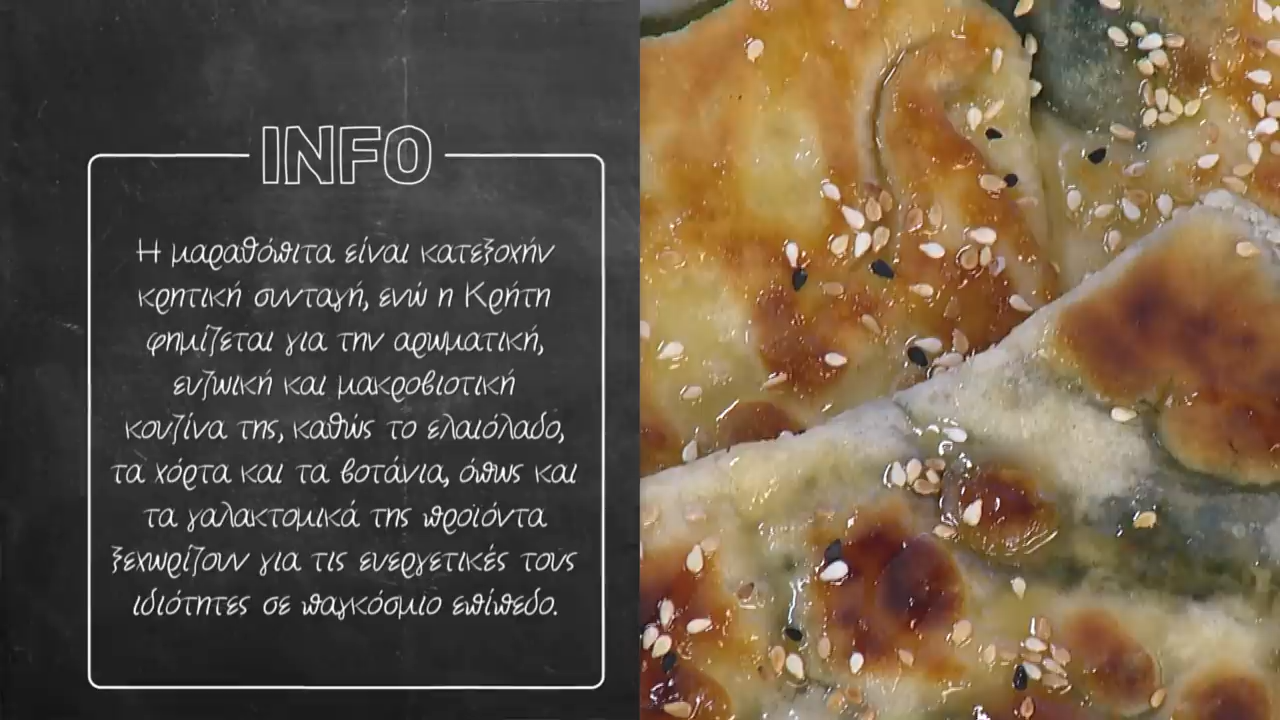 INFO
Η μαραθόπιτα είναι κατεξοχήν
κρητική συνταγή, ενώ η Κρήτη
φημίζεται για την αρωματική,
ευζωική και μακροβιοτική
κουζίνα της, καθώς το ελαιόλαδο,
τα χόρτα και τα βοτάνια, όπως και
τα γαλακτομικά της προϊόντα
ξεχωρίζουν για τις ευεργετικές τους
ιδιότητες σε παγκόσμιο επίπεδο.